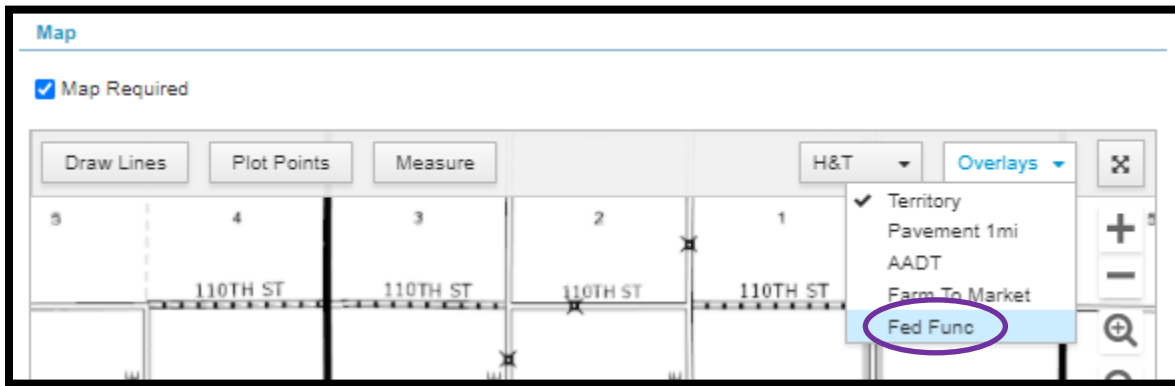 Map
Map Required
Draw Lines
Plot Points
Measure
H&T
Overlays
Territory
Pavement 1mi
AADT
Farm To Market
Fed Func
5
4
3
2
1
110TH ST
110TH ST
110TH ST
110TH ST